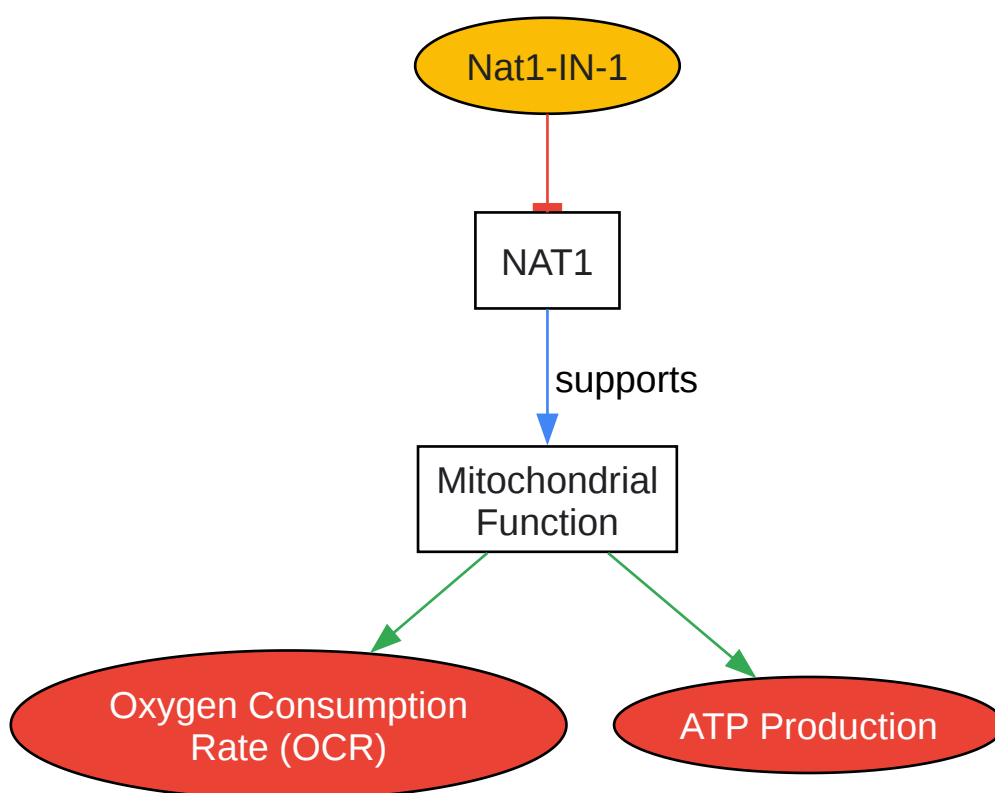 Nat1-IN-1
NAT1
supports
Mitochondrial
Function
Oxygen Consumption
Rate (OCR)
ATP Production